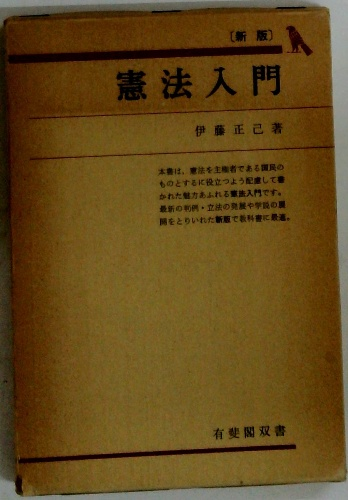 〔新版〕
憲法入門
伊藤正己著
本書は、憲法を主権者である国民の
ものとするに役立つよう配慮して書
かれた魅力あふれる憲法入門です。
最新の判例・立法の発展や学説の展
開をとりいれた新版で教科書に最適。
有斐閣双書